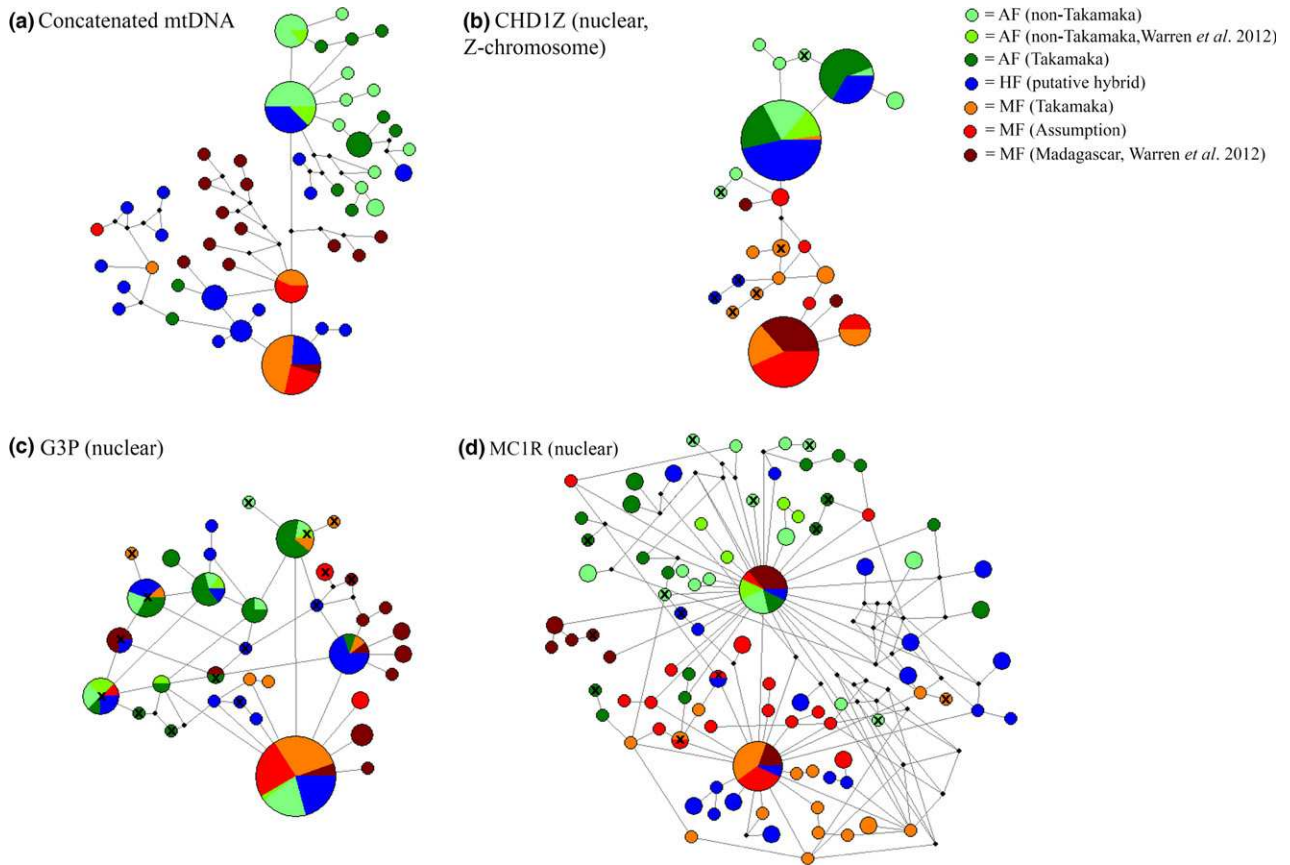 (a) Concatenated mtDNA
(b) CHD1Z (nuclear,
Z-chromosome)
= AF (non-Takamaka)
= AF (non-Takamaka,Warren et al. 2012)
= AF (Takamaka)
= HF (putative hybrid)
= MF (Takamaka)
= MF (Assumption)
= MF (Madagascar, Warren et al. 2012)
(c) G3P (nuclear)
(d) MC1R (nuclear)